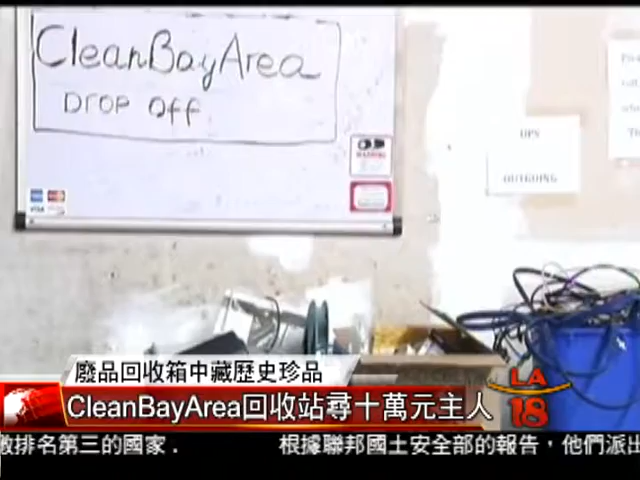 CleanBayArea
DROP Off
UPS
OUTGOING
VISA
廢品回收箱中藏歷史珍品
CleanBayArea回收站尋十萬元主人
LA
18
排名第三的國家. 根據聯邦國土安全部的報告，他們派出